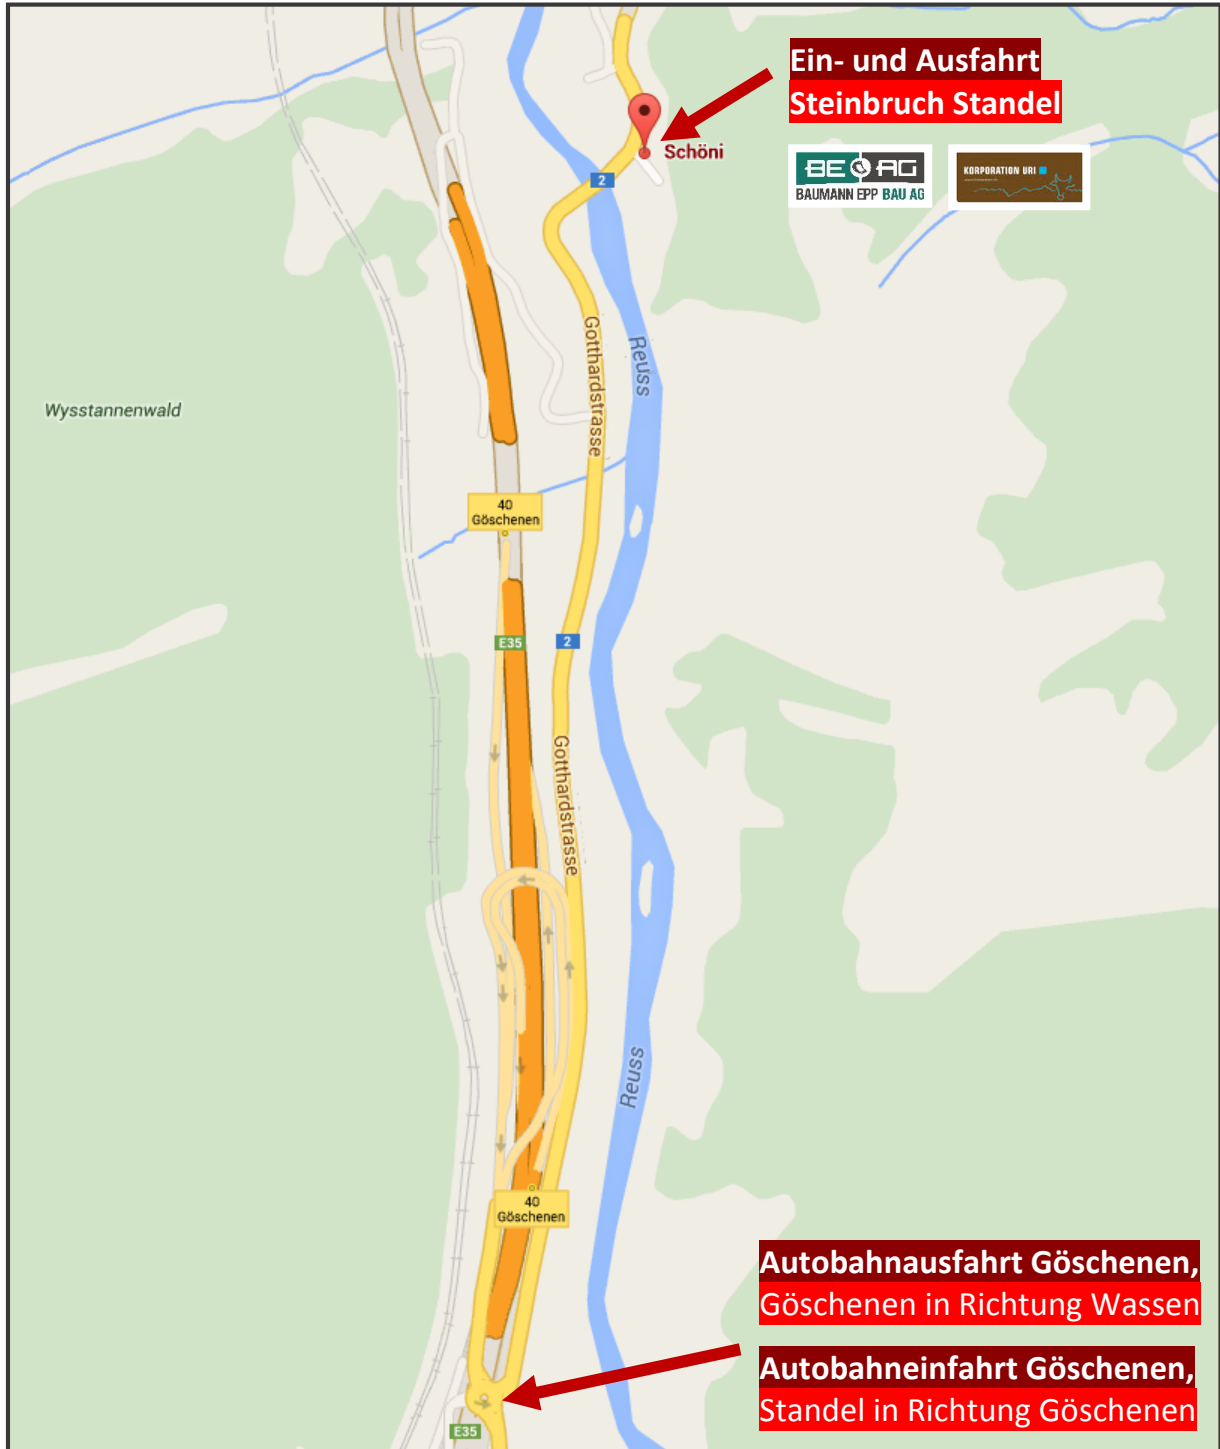 Ein- und Ausfahrt
Steinbruch Standel
Schöni
BE AG
BAUMANN EPP BAU AG
KORPORATION URI
2
Gotthardstrasse
Reuss
Wysstannenwald
40
Göschenen
E35
2
Gotthardstrasse
Reuss
40
Göschenen
Autobahnausfahrt Göschenen,
Göschenen in Richtung Wassen
Autobahneinfahrt Göschenen,
Standel in Richtung Göschenen
E35